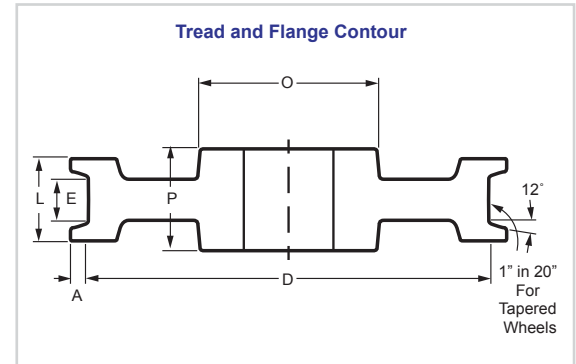 Tread and Flange Contour
O
L
E
P
12°
D
A
1” in 20”
For
Tapered
Wheels